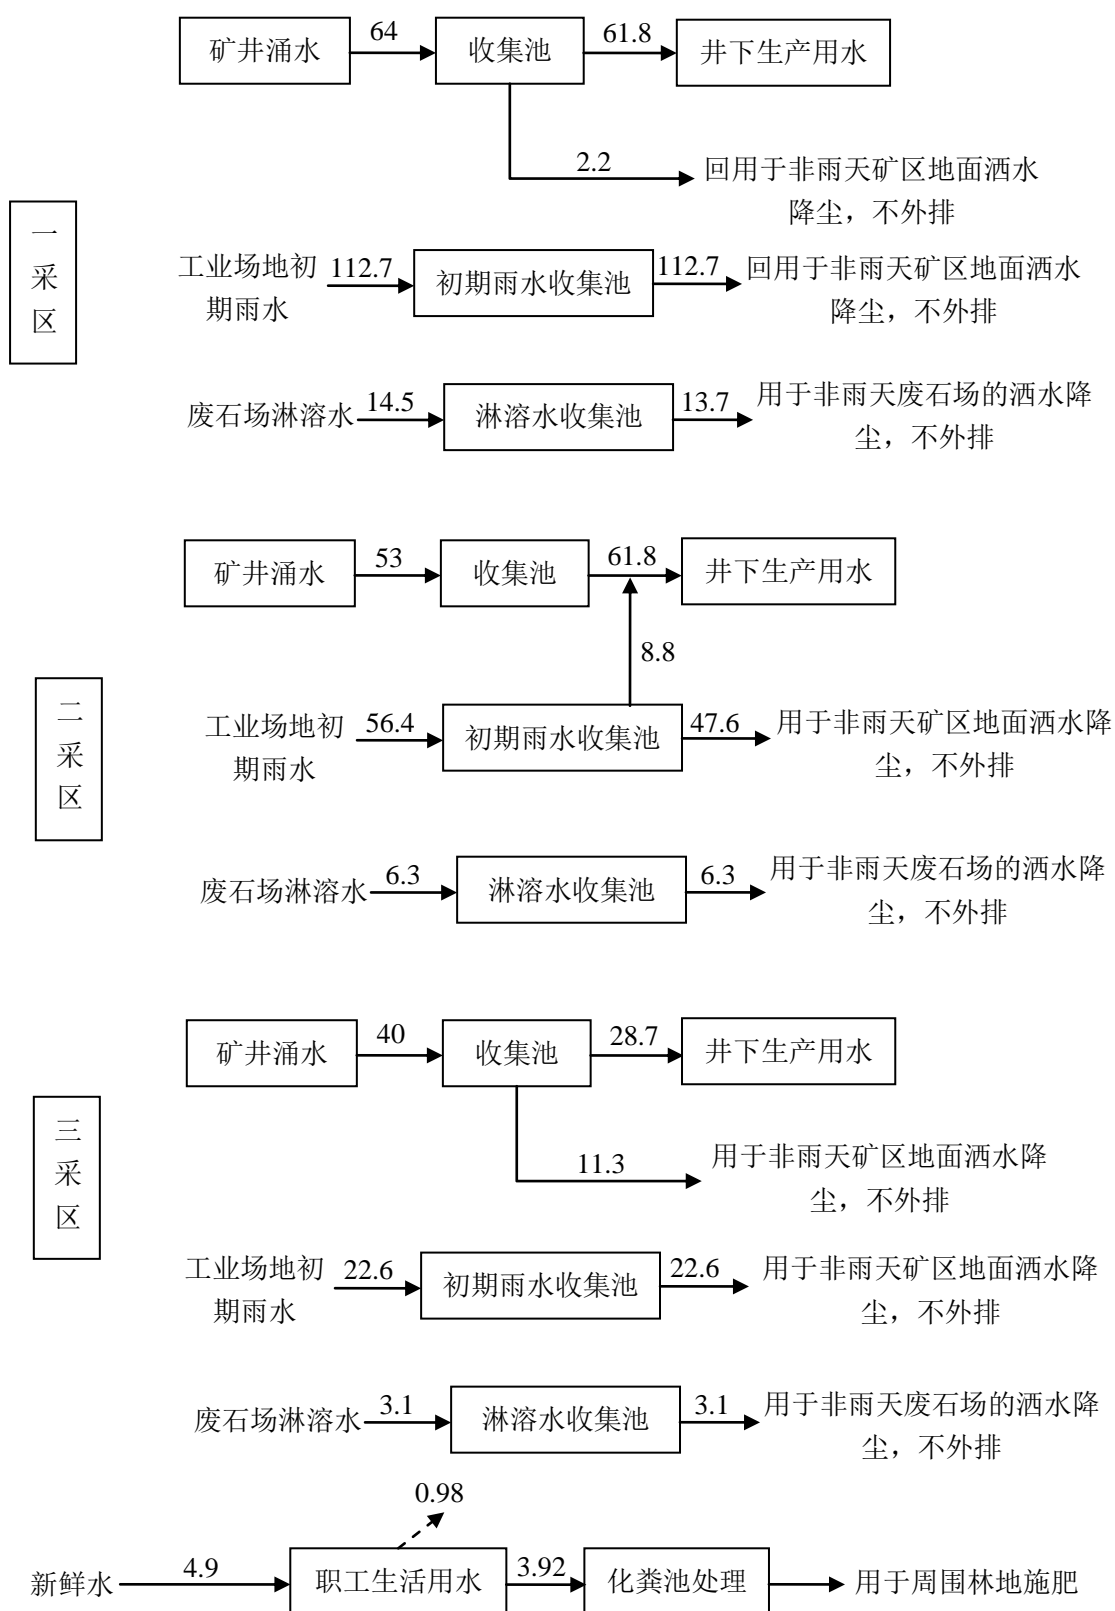 64
61.8
矿井涌水
收集池
井下生产用水
2.2
回用于非雨天矿区地面洒水
降尘，不外排
一
采
区
工业场地初
期雨水
112.7
初期雨水收集池
112.7
回用于非雨天矿区地面洒水
降尘，不外排
废石场淋溶水
14.5
淋溶水收集池
13.7
用于非雨天废石场的洒水降
尘，不外排
矿井涌水
53
收集池
61.8
井下生产用水
8.8
二
采
区
工业场地初
期雨水
56.4
初期雨水收集池
47.6
用于非雨天矿区地面洒水降
尘，不外排
废石场淋溶水
6.3
淋溶水收集池
6.3
用于非雨天废石场的洒水降
尘，不外排
矿井涌水
40
收集池
28.7
井下生产用水
11.3
用于非雨天矿区地面洒水降
尘，不外排
三
采
区
工业场地初
期雨水
22.6
初期雨水收集池
22.6
用于非雨天矿区地面洒水降
尘，不外排
废石场淋溶水
3.1
淋溶水收集池
3.1
用于非雨天废石场的洒水降
尘，不外排
0.98
新鲜水
4.9
职工生活用水
3.92
化粪池处理
用于周围林地施肥